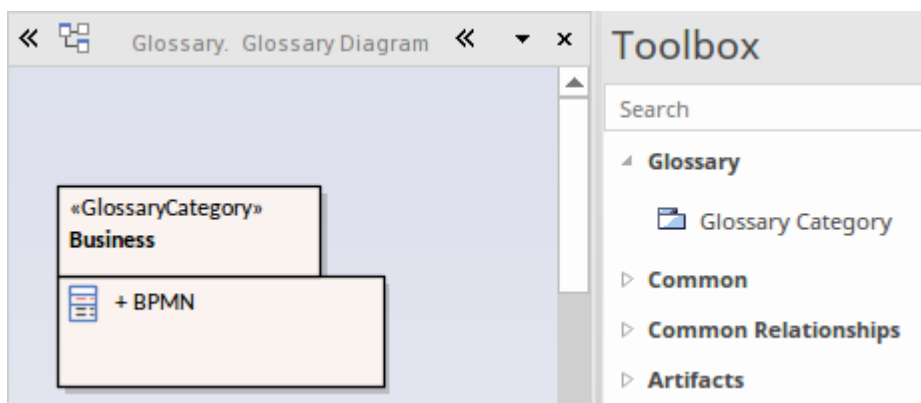 Glossary.  Glossary Diagram
«GlossaryCategory»
Business
+ BPMN
Toolbox
Search
Glossary
Glossary Category
Common
Common Relationships
Artifacts